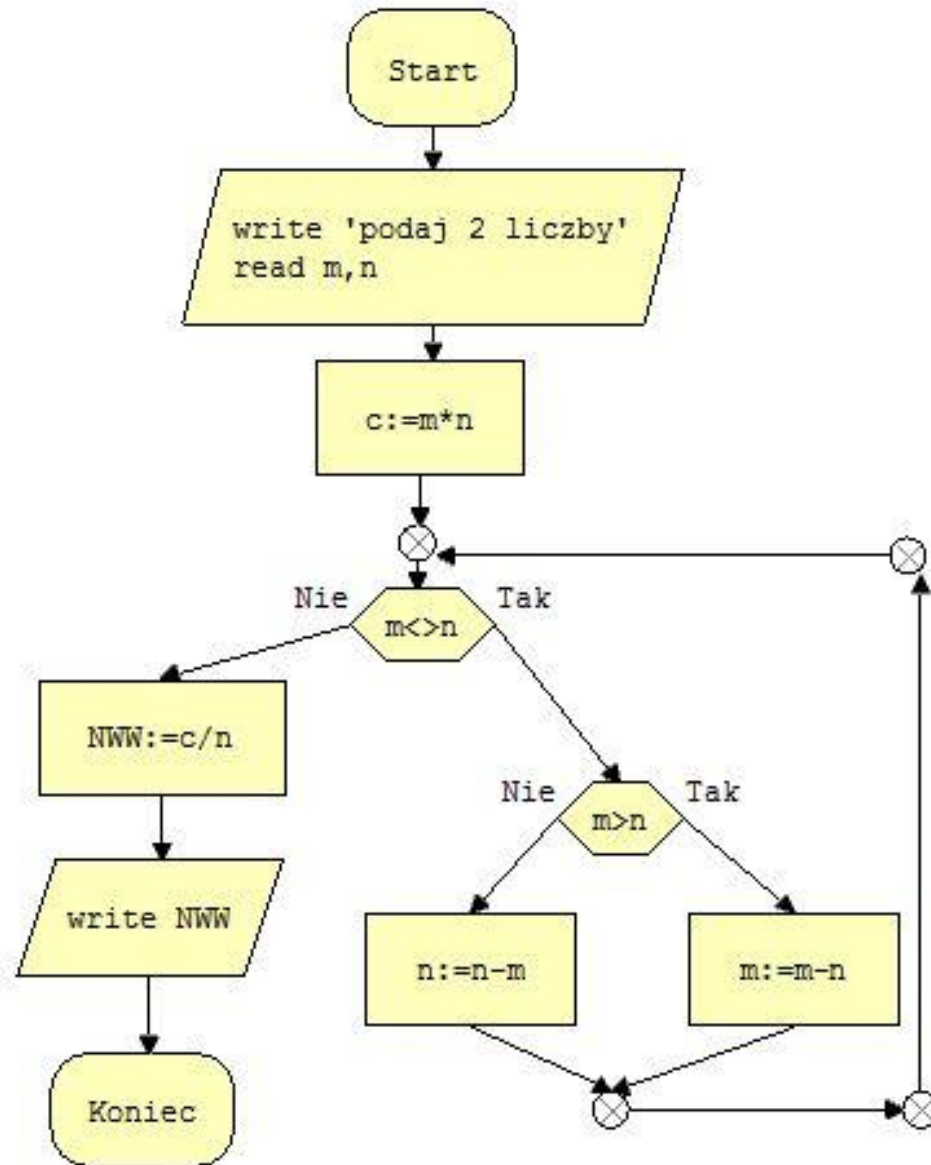 Start
write 'podaj 2 liczby'
read m,n
c:=m*n
Nie
Tak
m<>n
NWW:=c/n
Nie
Tak
m>n
write NWW
n:=n-m
m:=m-n
Koniec